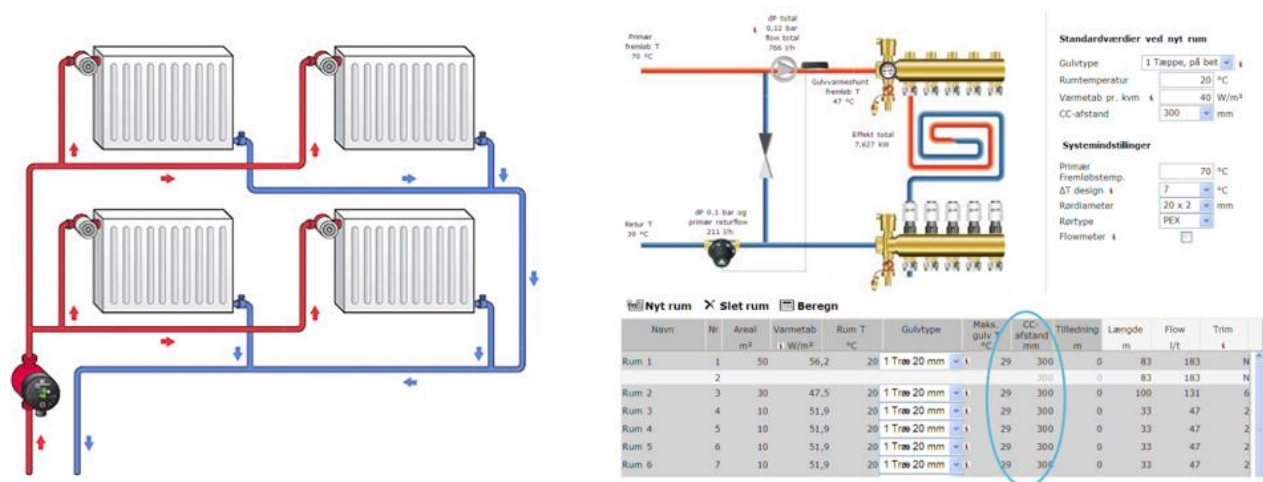 dP total
0,12 bar
flow total
766 l/h
Primær
fremløb T
70 °C
Gulvvarmeshunt
fremløb T
47 °C
Effekt total
7,627 kW
dP 0,1 bar og
primær returflow
211 l/h
Retur T
39 °C
Standardværdier ved nyt rum
Gulvtype 1 Tæppe, på bet i
Rumtemperatur 20 °C
Varmetab pr. kvm i 40 W/m²
CC-afstand 300 mm
Systemindstillinger
Primær
Fremløbstemp. 70 °C
ΔT design i 7 °C
Rørdiameter 20 x 2 mm
Rørtype PEX
Flowmeter i
Nyt rum Slet rum Beregn
Navn Nr Areal m² Varmetab i W/m² Rum T °C Gulvtype Maks. gulv T °C CC-afstand mm Tilledning m Længde m Flow l/t Trim i
Rum 1 1 50 56,2 20 1 Træ 20 mm i 29 300 0 83 183 N
2 300 0 83 183 N
Rum 2 3 30 47,5 20 1 Træ 20 mm i 29 300 0 100 131 6
Rum 3 4 10 51,9 20 1 Træ 20 mm i 29 300 0 33 47 2
Rum 4 5 10 51,9 20 1 Træ 20 mm i 29 300 0 33 47 2
Rum 5 6 10 51,9 20 1 Træ 20 mm i 29 300 0 33 47 2
Rum 6 7 10 51,9 20 1 Træ 20 mm i 29 300 0 33 47 2